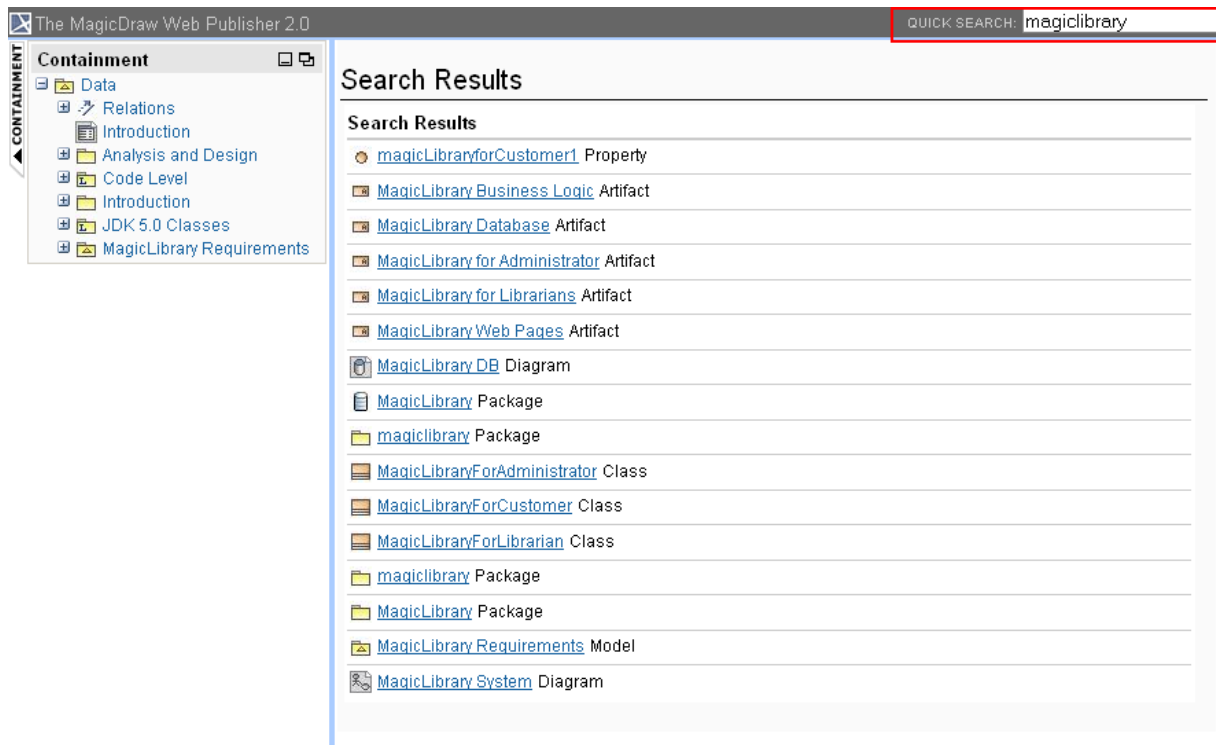 The MagicDraw Web Publisher 2.0
QUICK SEARCH: magiclibrary
CONTAINMENT
Containment
Data
Relations
Introduction
Analysis and Design
Code Level
Introduction
JDK 5.0 Classes
MagicLibrary Requirements
Search Results
Search Results
magicLibraryforCustomer1 Property
MagicLibrary Business Logic Artifact
MagicLibrary Database Artifact
MagicLibrary for Administrator Artifact
MagicLibrary for Librarians Artifact
MagicLibrary Web Pages Artifact
MagicLibrary DB Diagram
MagicLibrary Package
magiclibrary Package
MagicLibraryForAdministrator Class
MagicLibraryForCustomer Class
MagicLibraryForLibrarian Class
magiclibrary Package
MagicLibrary Package
MagicLibrary Requirements Model
MagicLibrary System Diagram